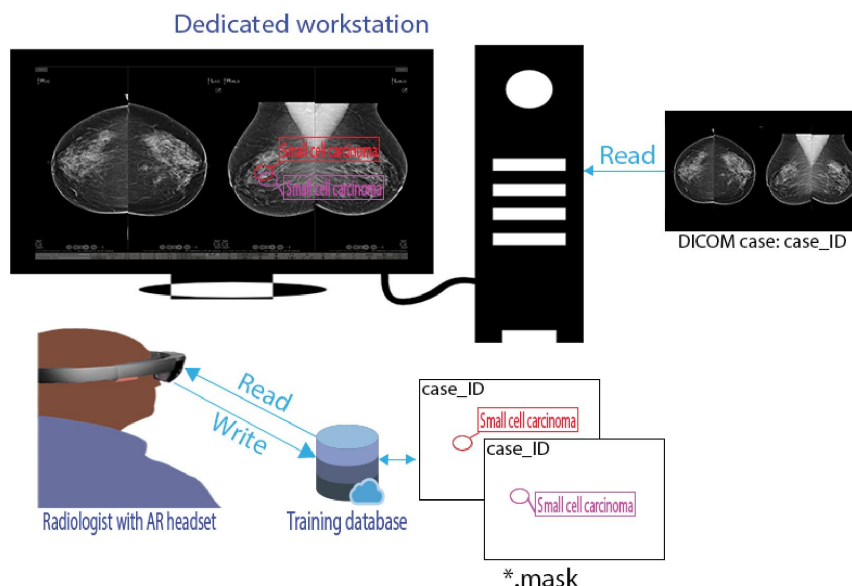 Dedicated workstation
Small cell carcinoma
Small cell carcinoma
Read
DICOM case: case_ID
Read
Write
case_ID
Small cell carcinoma
case_ID
Small cell carcinoma
Radiologist with AR headset
Training database
*.mask